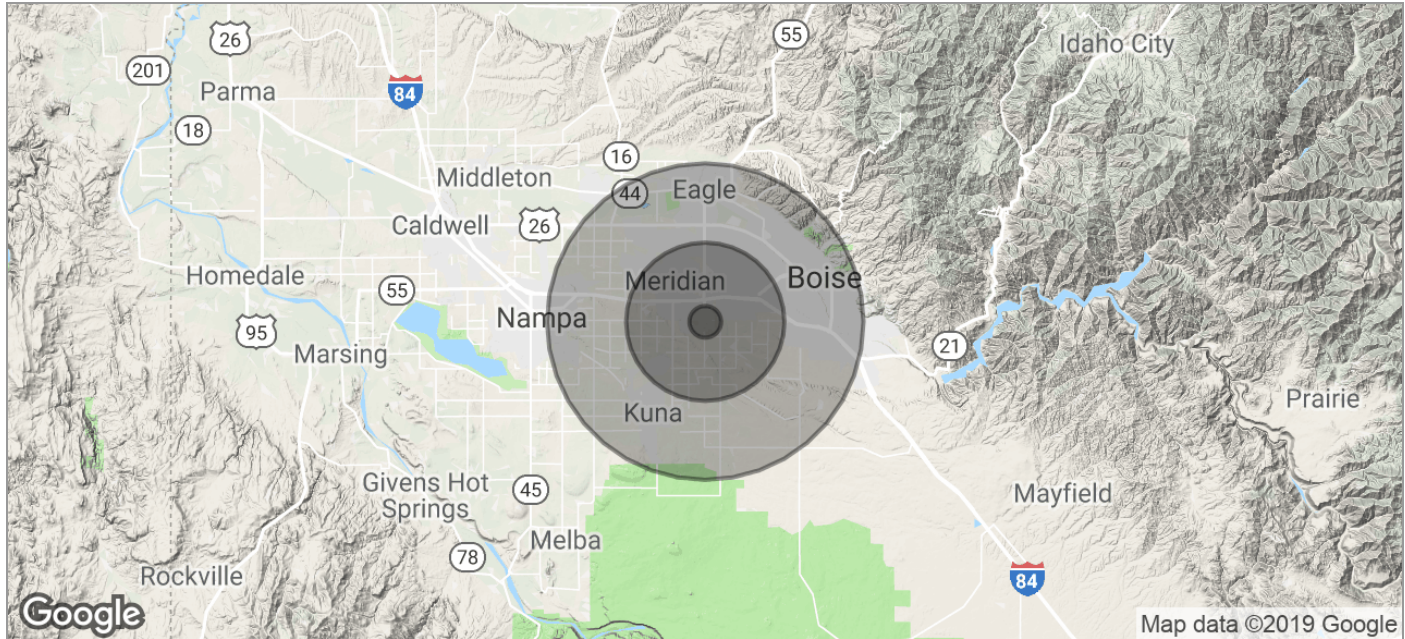 26
55
Idaho City
201
Parma
84
18
16
Middleton
44
Eagle
Caldwell
26
Homedale
55
Meridian
Boise
Nampa
95
Marsing
21
Kuna
Prairie
Givens Hot
Springs
45
Mayfield
Melba
78
Rockville
84
Google
Map data ©2019 Google